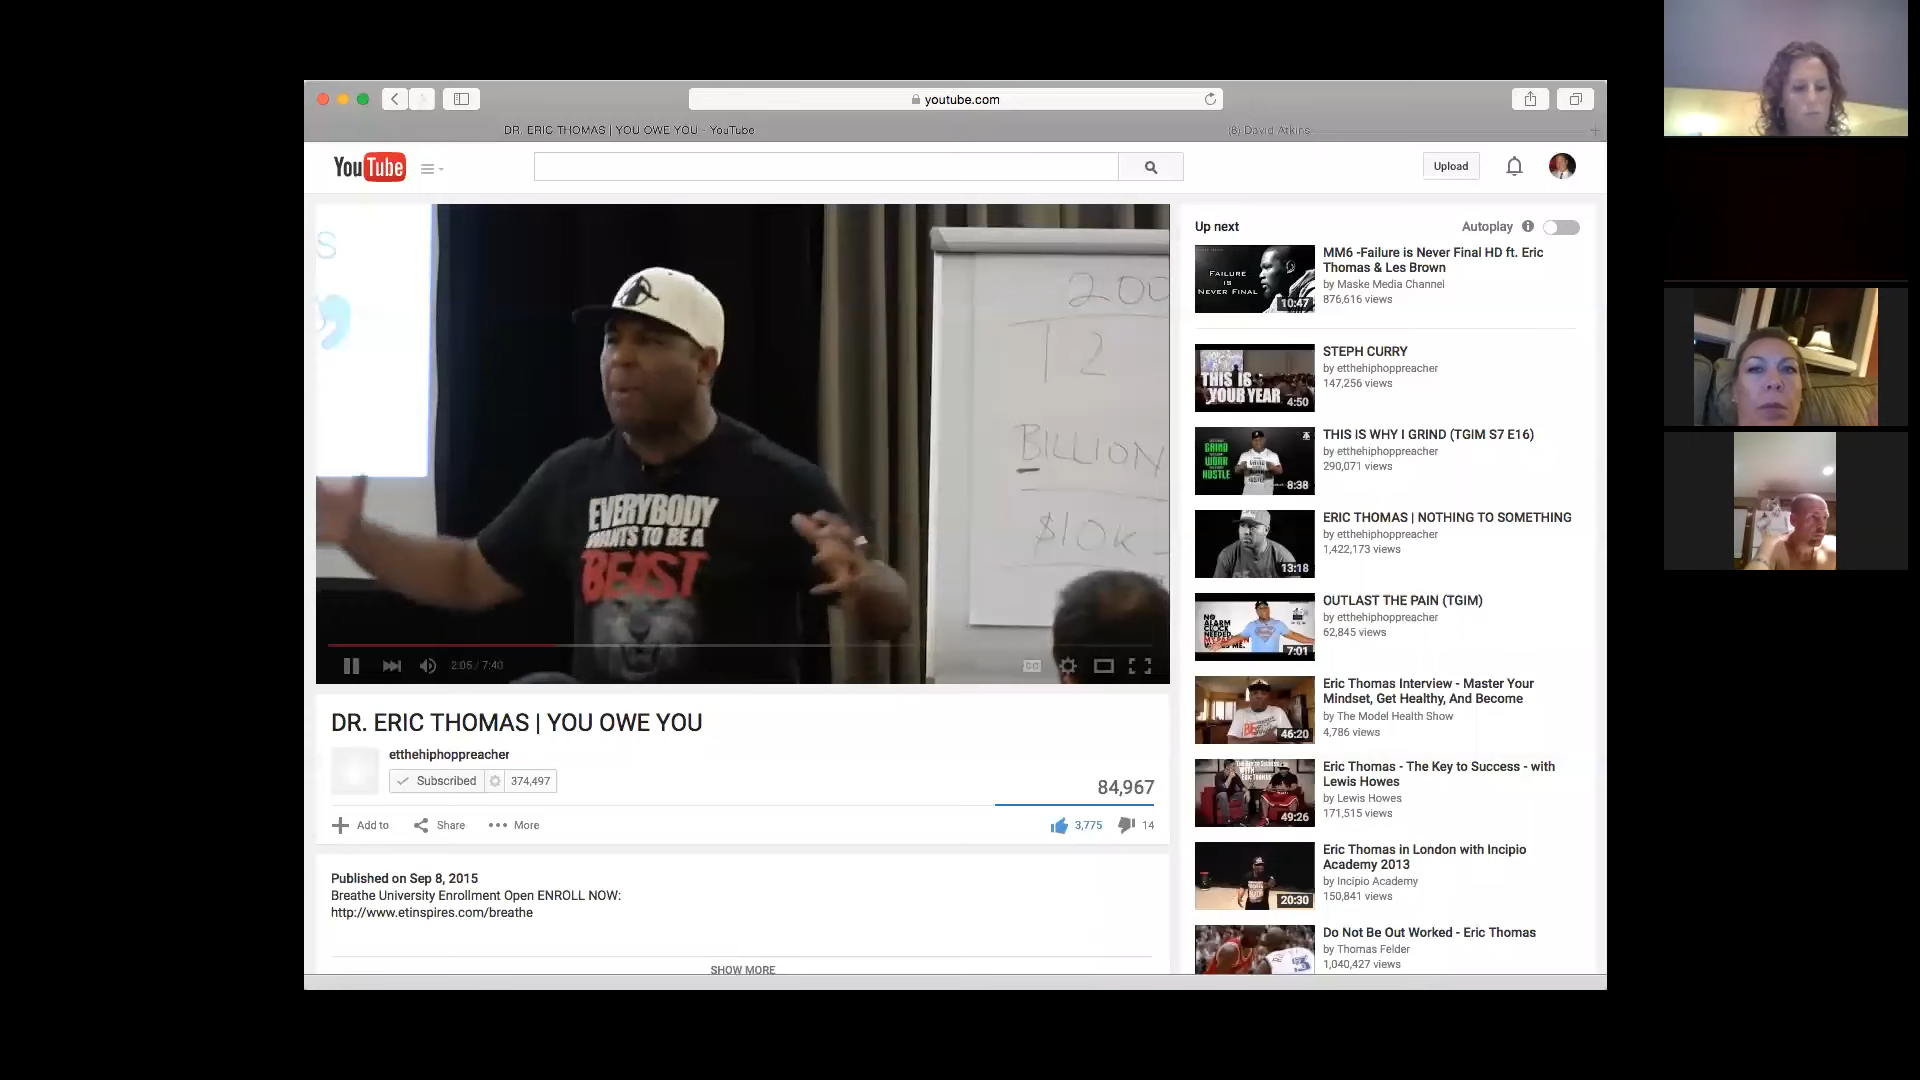 youtube.com
DR. ERIC THOMAS | YOU OWE YOU - YouTube
(6) David Atkins
YouTube
Upload
200
T2
BILLION
$10K -
EVERYBODY
WANTS TO BE A
BEAST
2:05 / 7:40
CC
DR. ERIC THOMAS | YOU OWE YOU
etthehiphoppreacher
Subscribed 374,497
84,967
Add to Share More
3,775 14
Published on Sep 8, 2015
Breathe University Enrollment Open ENROLL NOW:
http://www.etinspires.com/breathe
SHOW MORE
Up next
Autoplay
FAILURE
IS
NEVER FINAL
10:47
MM6 -Failure is Never Final HD ft. Eric
Thomas & Les Brown
by Maske Media Channel
876,616 views
THIS IS
YOUR YEAR
4:50
STEPH CURRY
by etthehiphoppreacher
147,256 views
GRIND
WORK
HUSTLE
8:38
THIS IS WHY I GRIND (TGIM S7 E16)
by etthehiphoppreacher
290,071 views
13:18
ERIC THOMAS | NOTHING TO SOMETHING
by etthehiphoppreacher
1,422,173 views
NO
ALARM
CLOCK
NEEDED
7:01
OUTLAST THE PAIN (TGIM)
by etthehiphoppreacher
62,845 views
46:20
Eric Thomas Interview - Master Your
Mindset, Get Healthy, And Become
by The Model Health Show
4,786 views
49:26
Eric Thomas - The Key to Success - with
Lewis Howes
by Lewis Howes
171,515 views
20:30
Eric Thomas in London with Incipio
Academy 2013
by Incipio Academy
150,841 views
Do Not Be Out Worked - Eric Thomas
by Thomas Felder
1,040,427 views